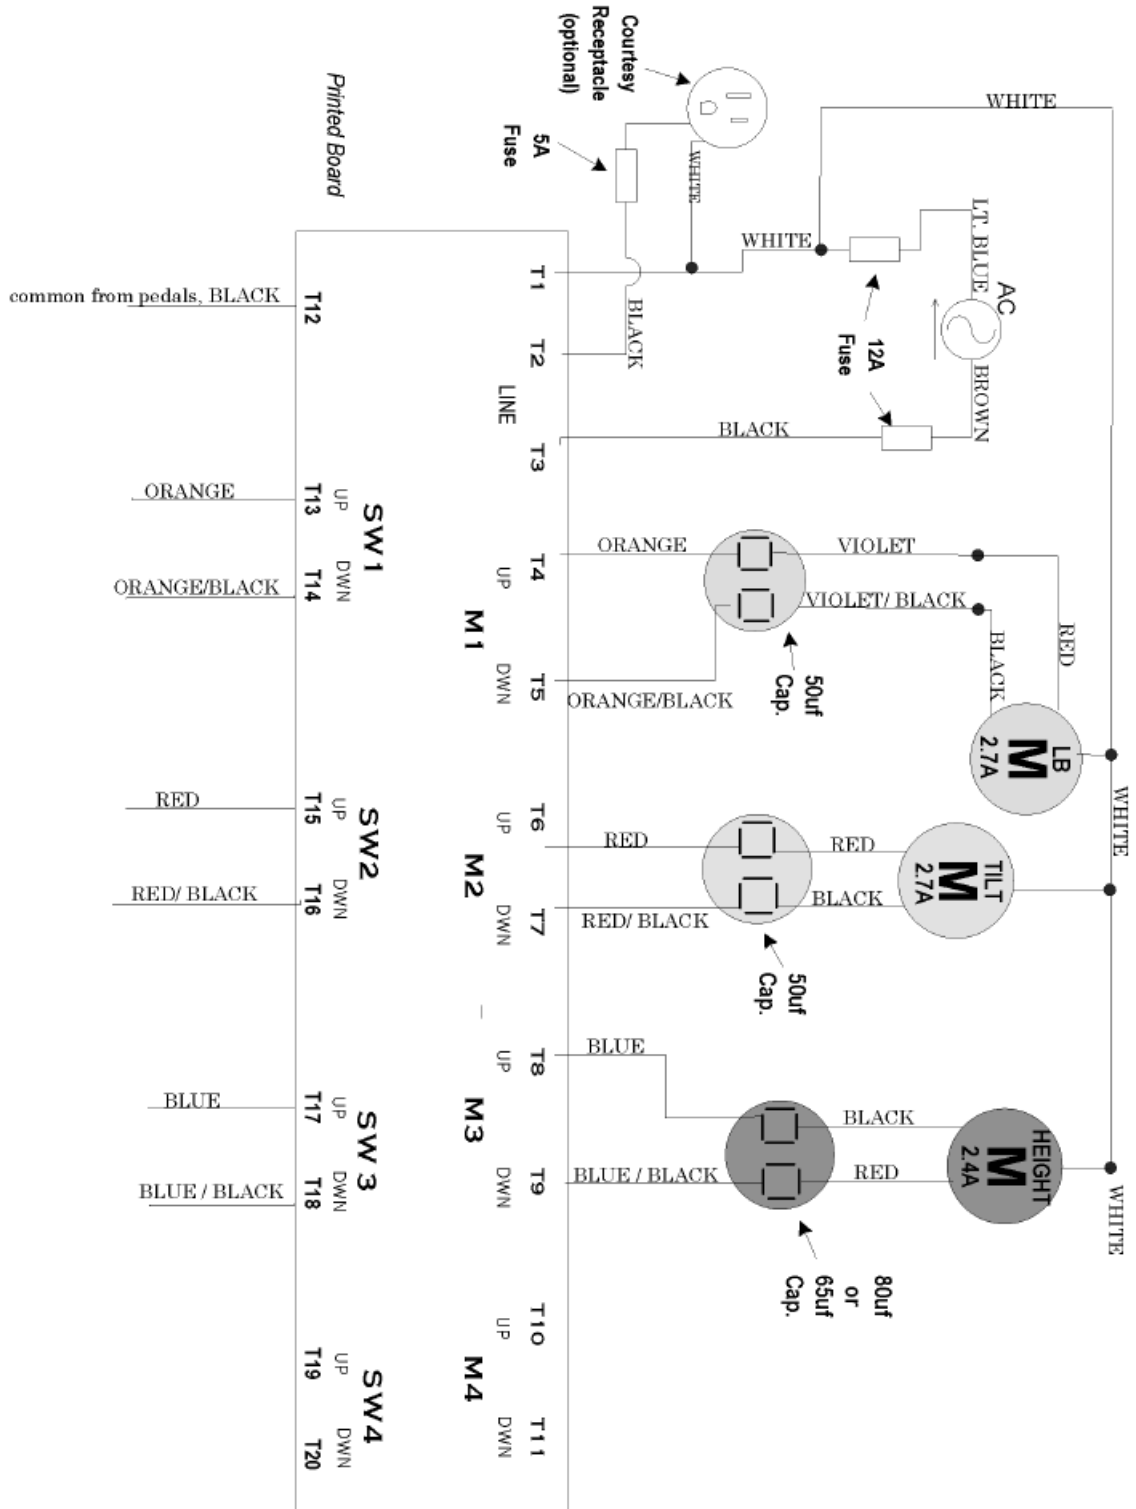 Courtesy
Receptacle
(optional)
5A
Fuse
Printed Board
WHITE
WHITE
WHITE
LT. BLUE
AC
12A
Fuse
BROWN
BLACK
BLACK
T1
T2
LINE
T3
common from pedals, BLACK
T12
ORANGE
T13
UP
SW1
ORANGE/BLACK
T14
DWN
T4
UP
M1
T5
DWN
ORANGE
VIOLET
VIOLET/ BLACK
ORANGE/BLACK
BLACK
RED
50uf
Cap.
LB
M
2.7A
WHITE
RED
T15
UP
SW2
RED/ BLACK
T16
DWN
T6
UP
M2
T7
DWN
RED
RED
RED/ BLACK
BLACK
50uf
Cap.
TILT
M
2.7A
BLUE
T17
UP
SW3
BLUE / BLACK
T18
DWN
T8
UP
M3
T9
DWN
BLUE
BLACK
BLUE / BLACK
RED
80uf
or
65uf
Cap.
HEIGHT
M
2.4A
WHITE
T19
UP
SW4
T20
DWN
T10
UP
M4
T11
DWN